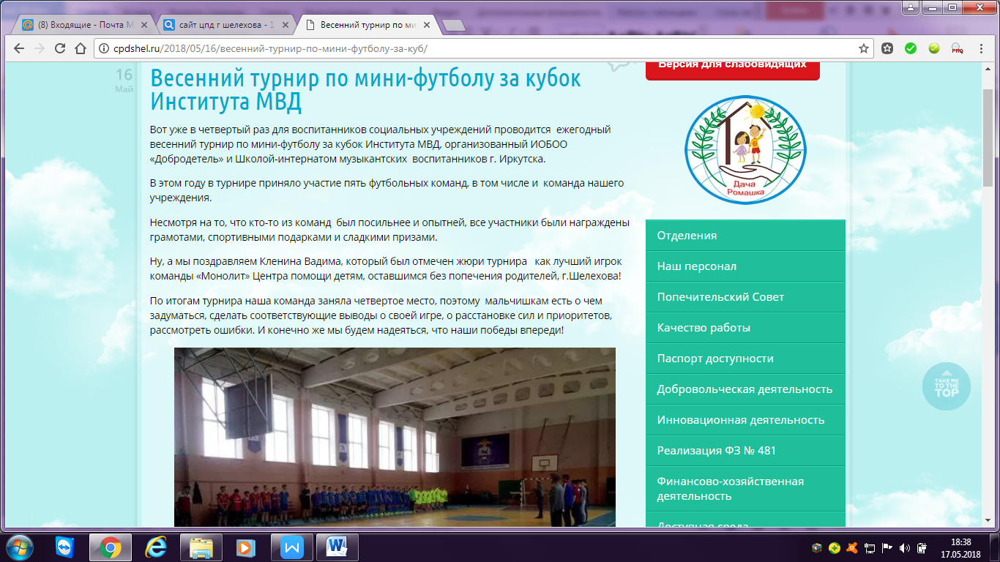 (8) Входящие - Почта M
сайт цпд г шелехова - 1
Весенний турнир по ми
cpdshel.ru/2018/05/16/весенний-турнир-по-мини-футболу-за-куб/
16
Май
Весенний турнир по мини-футболу за кубок
Института МВД
Вот уже в четвертый раз для воспитанников социальных учреждений проводится ежегодный
весенний турнир по мини-футболу за кубок Института МВД, организованный ИОБОО
«Добродетель» и Школой-интернатом музыкантских воспитанников г. Иркутска.
В этом году в турнире приняло участие пять футбольных команд, в том числе и команда нашего
учреждения.
Несмотря на то, что кто-то из команд был посильнее и опытней, все участники были награждены
грамотами, спортивными подарками и сладкими призами.
Ну, а мы поздравляем Кленина Вадима, который был отмечен жюри турнира как лучший игрок
команды «Монолит» Центра помощи детям, оставшимся без попечения родителей, г.Шелехова!
По итогам турнира наша команда заняла четвертое место, поэтому мальчишкам есть о чем
задуматься, сделать соответствующие выводы о своей игре, о расстановке сил и приоритетов,
рассмотреть ошибки. И конечно же мы будем надеяться, что наши победы впереди!
Версия для слабовидящих
Дача
Ромашка
Отделения
Наш персонал
Попечительский Совет
Качество работы
Паспорт доступности
Добровольческая деятельность
Инновационная деятельность
Реализация ФЗ № 481
Финансово-хозяйственная
деятельность
Доступная среда
TAKE ME
TO THE
TOP
18:38
17.05.2018